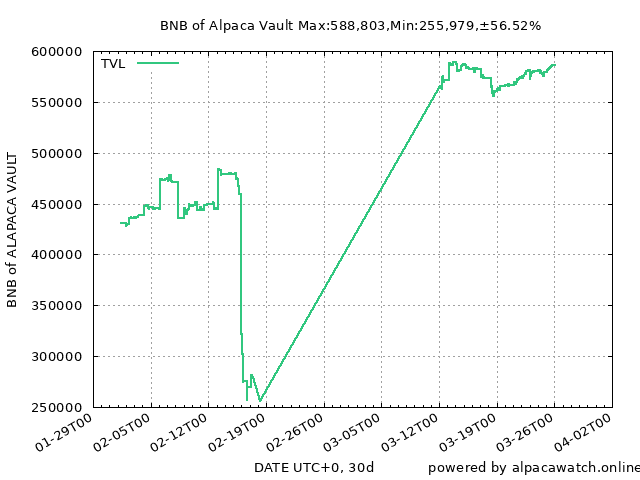 BNB of Alpaca Vault Max:588,803,Min:255,979,±56.52%
TVL
600000
550000
500000
450000
400000
350000
300000
250000
BNB of ALAPACA VAULT
01-29T00 02-05T00 02-12T00 02-19T00 02-26T00 03-05T00 03-12T00 03-19T00 03-26T00 04-02T00
DATE UTC+0, 30d powered by alpacawatch.online